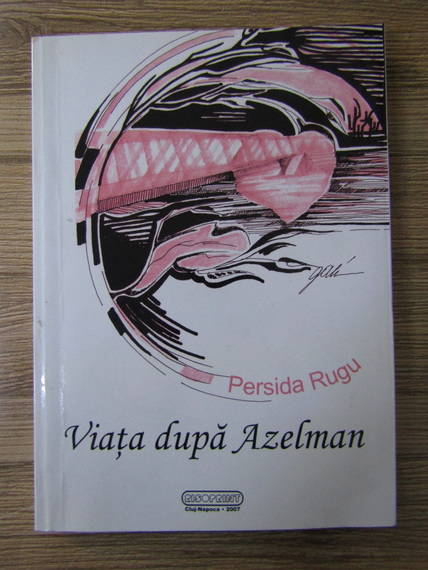 Persida Rugu
Viața după Azelman
RISOPRINT
Cluj-Napoca • 2007